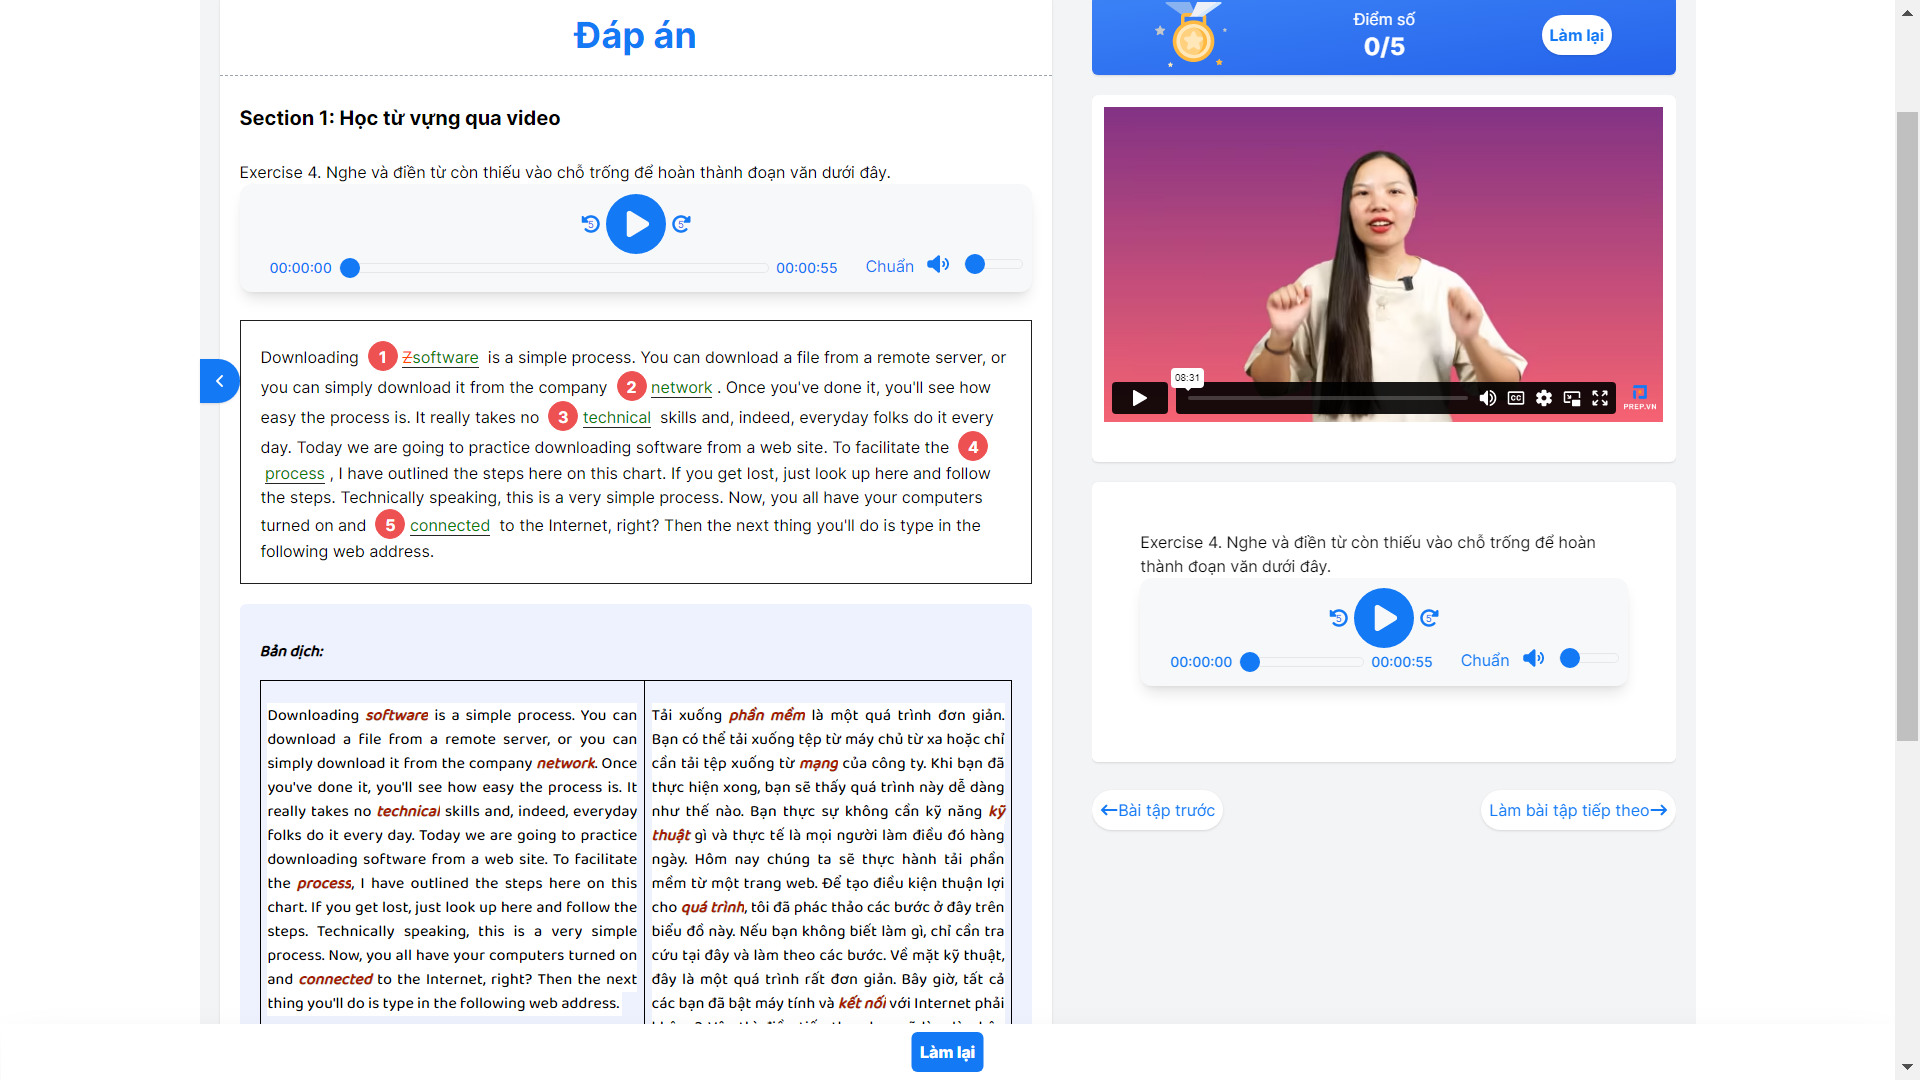 Đáp án
Section 1: Học từ vựng qua video
Exercise 4. Nghe và điền từ còn thiếu vào chỗ trống để hoàn thành đoạn văn dưới đây.
5
5
00:00:00
00:00:55
Chuẩn
Downloading 1 Zsoftware is a simple process. You can download a file from a remote server, or
you can simply download it from the company 2 network . Once you've done it, you'll see how
easy the process is. It really takes no 3 technical skills and, indeed, everyday folks do it every
day. Today we are going to practice downloading software from a web site. To facilitate the 4
process , I have outlined the steps here on this chart. If you get lost, just look up here and follow
the steps. Technically speaking, this is a very simple process. Now, you all have your computers
turned on and 5 connected to the Internet, right? Then the next thing you'll do is type in the
following web address.
Bản dịch:
Downloading software is a simple process. You can
download a file from a remote server, or you can
simply download it from the company network. Once
you've done it, you'll see how easy the process is. It
really takes no technical skills and, indeed, everyday
folks do it every day. Today we are going to practice
downloading software from a web site. To facilitate
the process, I have outlined the steps here on this
chart. If you get lost, just look up here and follow the
steps. Technically speaking, this is a very simple
process. Now, you all have your computers turned on
and connected to the Internet, right? Then the next
thing you'll do is type in the following web address.
Tải xuống phần mềm là một quá trình đơn giản.
Bạn có thể tải xuống tệp từ máy chủ từ xa hoặc chỉ
cần tải tệp xuống từ mạng của công ty. Khi bạn đã
thực hiện xong, bạn sẽ thấy quá trình này dễ dàng
như thế nào. Bạn thực sự không cần kỹ năng kỹ
thuật gì và thực tế là mọi người làm điều đó hàng
ngày. Hôm nay chúng ta sẽ thực hành tải phần
mềm từ một trang web. Để tạo điều kiện thuận lợi
cho quá trình, tôi đã phác thảo các bước ở đây trên
biểu đồ này. Nếu bạn không biết làm gì, chỉ cần tra
cứu tại đây và làm theo các bước. Về mặt kỹ thuật,
đây là một quá trình rất đơn giản. Bây giờ, tất cả
các bạn đã bật máy tính và kết nối với Internet phải
Điểm số
0/5
Làm lại
08:31
CC
PREP.VN
Exercise 4. Nghe và điền từ còn thiếu vào chỗ trống để hoàn
thành đoạn văn dưới đây.
5
5
00:00:00
00:00:55
Chuẩn
Bài tập trước
Làm bài tập tiếp theo
Làm lại